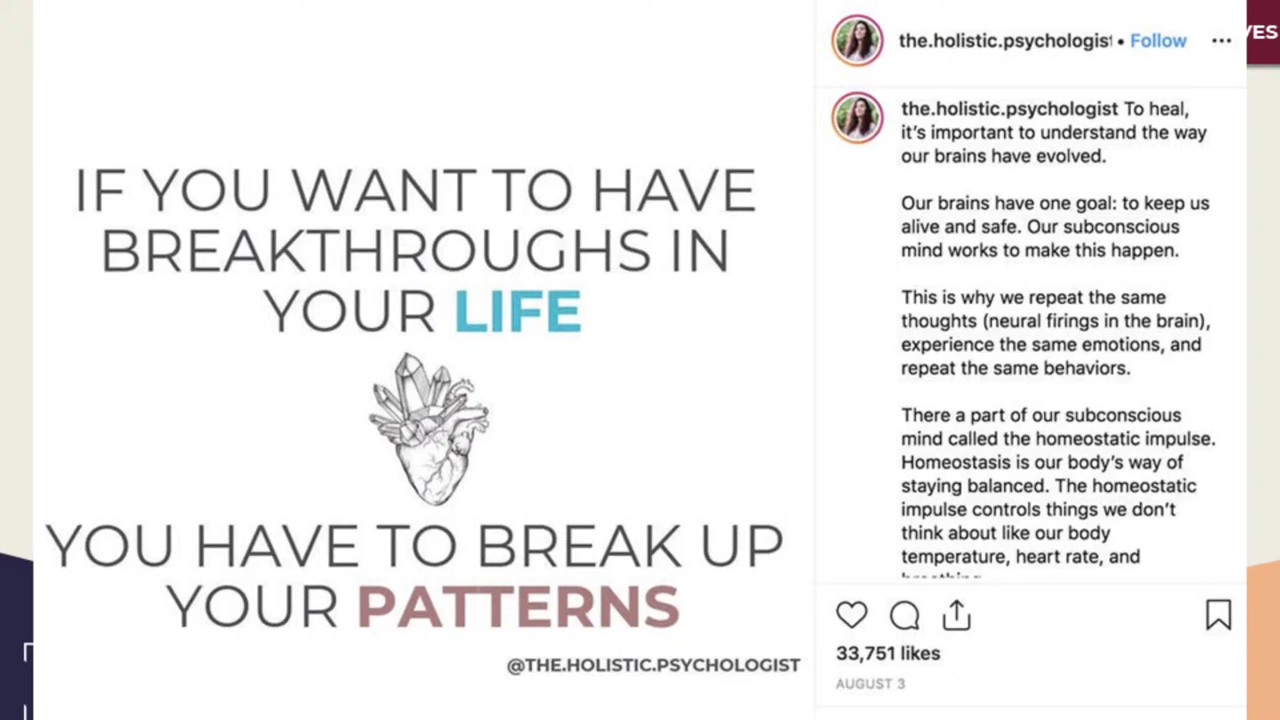 IF YOU WANT TO HAVE
BREAKTHROUGHS IN
YOUR LIFE
YOU HAVE TO BREAK UP
YOUR PATTERNS
@THE.HOLISTIC.PSYCHOLOGIST
the.holistic.psychologist • Follow
the.holistic.psychologist To heal,
it's important to understand the way
our brains have evolved.
Our brains have one goal: to keep us
alive and safe. Our subconscious
mind works to make this happen.
This is why we repeat the same
thoughts (neural firings in the brain),
experience the same emotions, and
repeat the same behaviors.
There a part of our subconscious
mind called the homeostatic impulse.
Homeostasis is our body's way of
staying balanced. The homeostatic
impulse controls things we don't
think about like our body
temperature, heart rate, and
33,751 likes
AUGUST 3